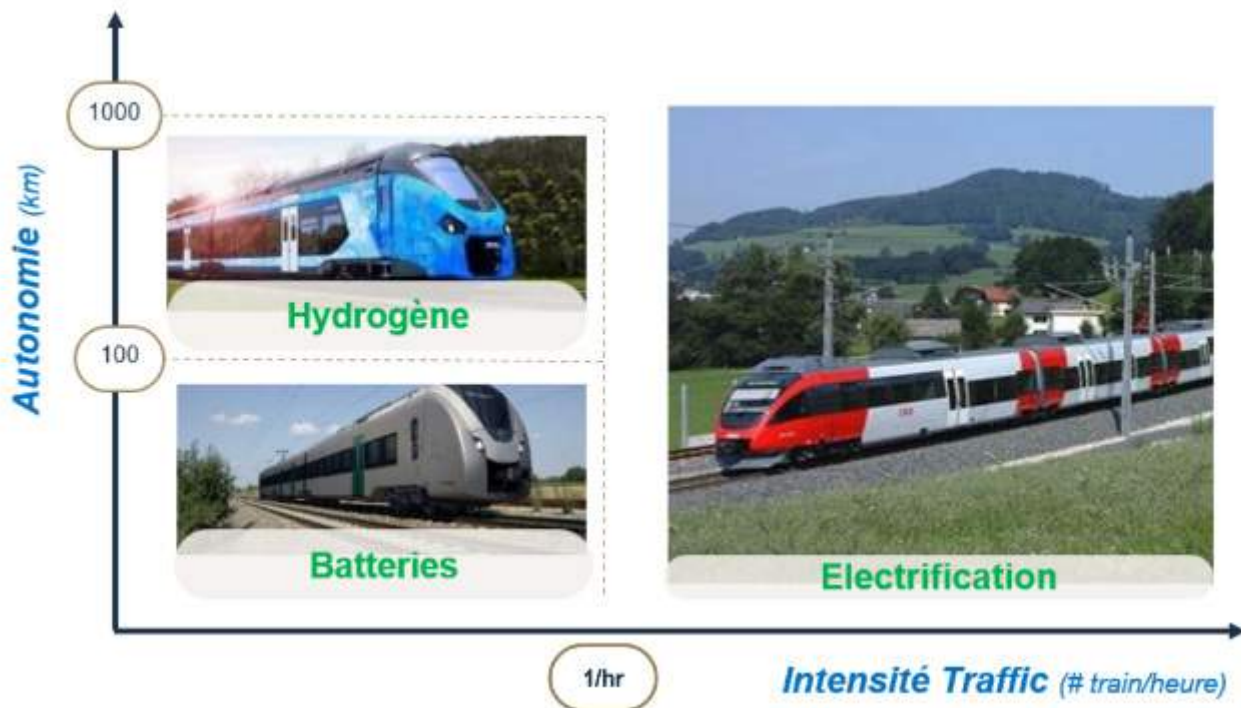 1000
Autonomie (km)
Hydrogène
100
Batteries
Electrification
1/hr
Intensité Traffic (# train/heure)